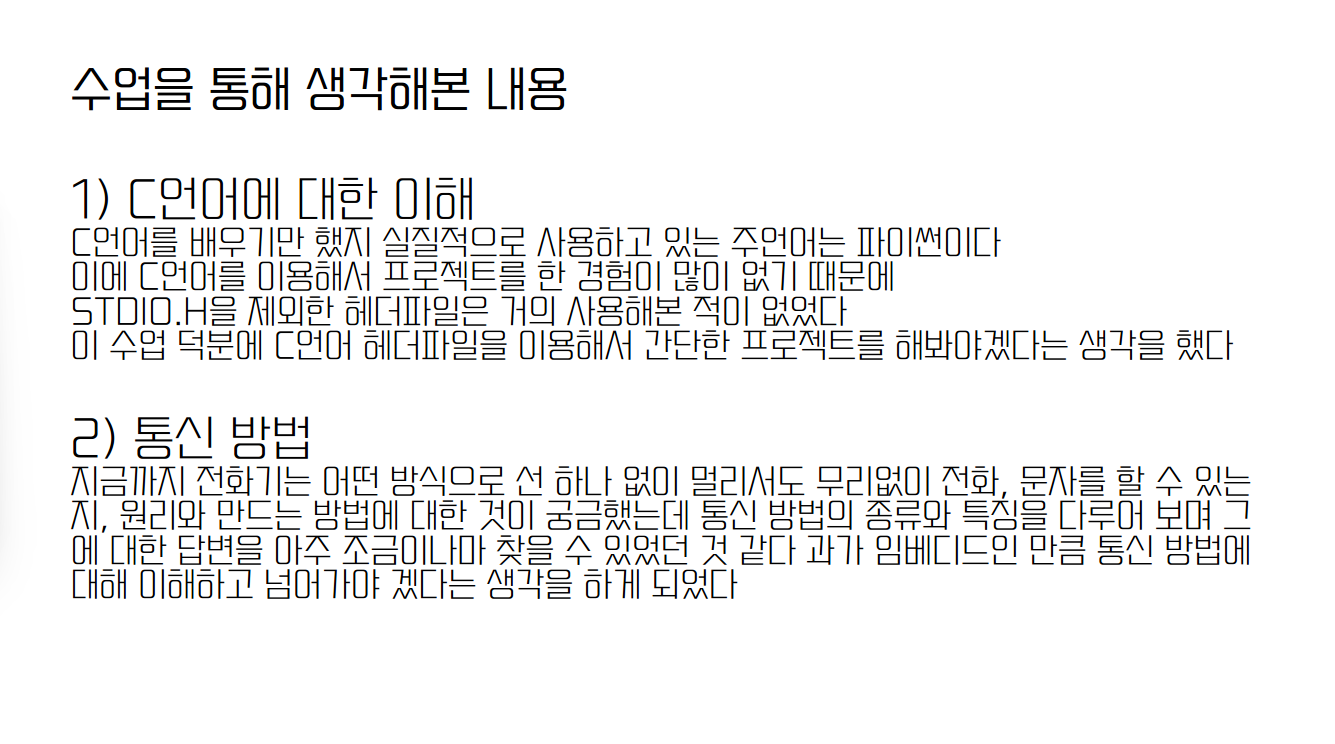 수업을 통해 생각해본 내용
1) C언어에 대한 이해
C언어를 배우기만 했지 실질적으로 사용하고 있는 주언어는 파이썬이다
이에 C언어를 이용해서 프로젝트를 한 경험이 많이 없기 때문에
STDIO.H을 제외한 헤더파일은 거의 사용해본 적이 없었다
이 수업 덕분에 C언어 헤더파일을 이용해서 간단한 프로젝트를 해봐야겠다는 생각을 했다
2) 통신 방법
지금까지 전화기는 어떤 방식으로 선 하나 없이 멀리서도 무리없이 전화, 문자를 할 수 있는
지, 원리와 만드는 방법에 대한 것이 궁금했는데 통신 방법의 종류와 특징을 다루어 보며 그
에 대한 답변을 아주 조금이나마 찾을 수 있었던 것 같다 과가 임베디드인 만큼 통신 방법에
대해 이해하고 넘어가야 겠다는 생각을 하게 되었다